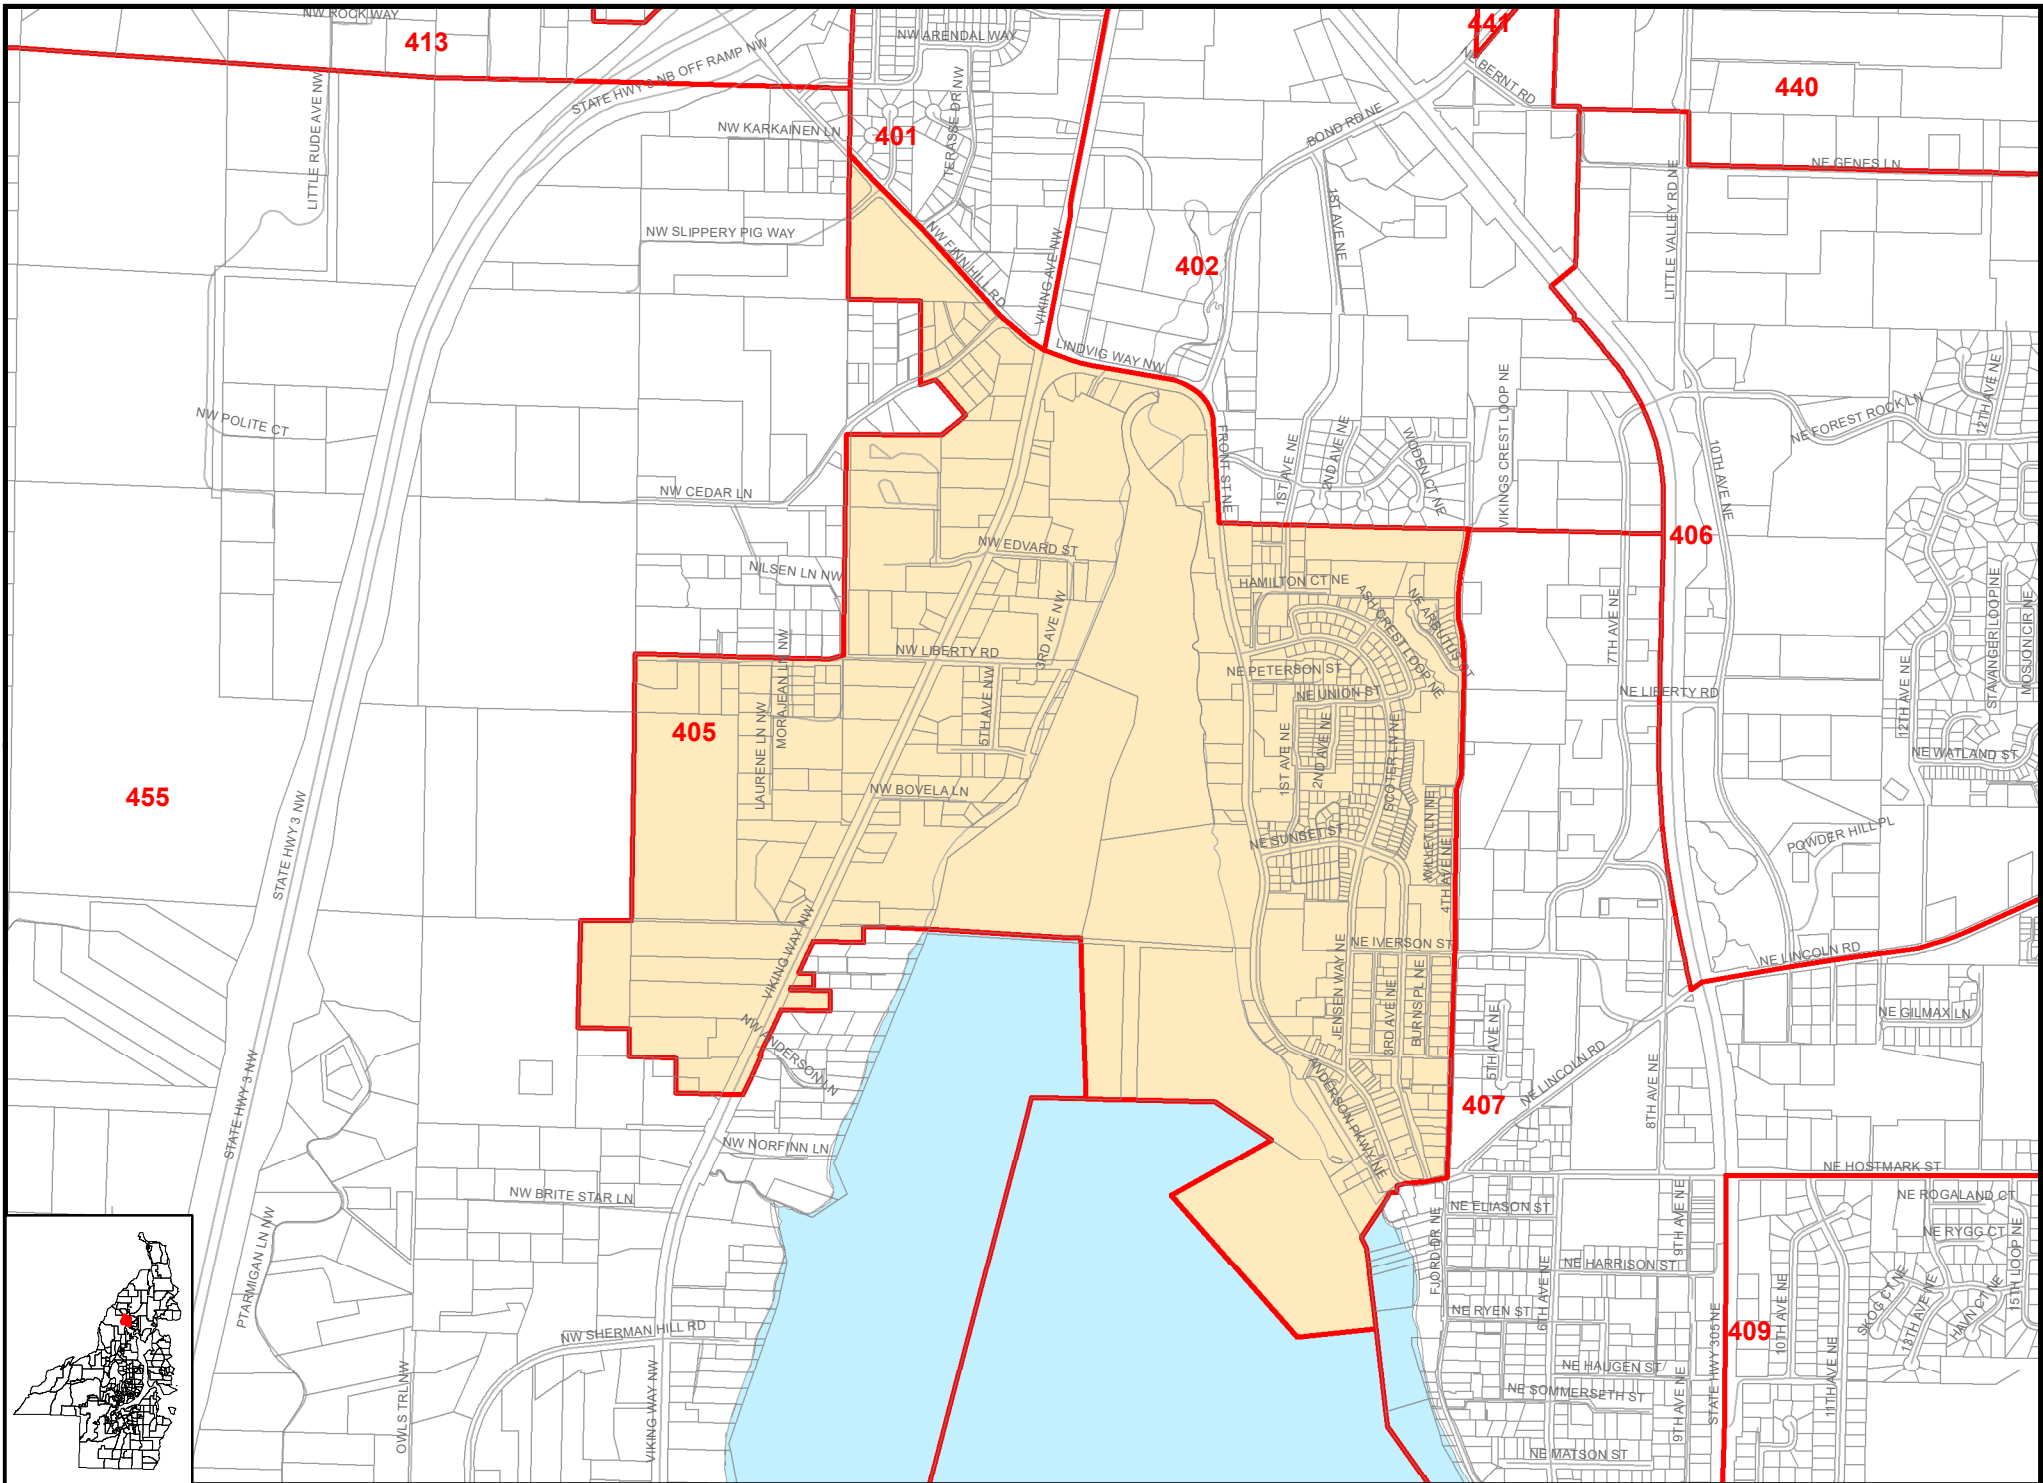 NW ROCK WAY
413
STATE HWY 3 NB OFF RAMP NW
NW ARENDAL WAY
441
NE BERNT RD
440
LITTLE RUDE AVE NW
NW KARKAINEN LN
401
TERASSE DR NW
BOND RD NE
NE GENES LN
1ST AVE NE
LITTLE VALLEY RD NE
NW SLIPPERY PIG WAY
NW FINN HILL RD
VIKING AVE NW
402
LINDVIG WAY NW
NW POLITE CT
NW CEDAR LN
FRONT ST NE
1ST AVE NE
2ND AVE NE
WODEN CT NE
VIKINGS CREST LOOP NE
10TH AVE NE
NE FOREST ROCK LN
12TH AVE NE
406
NW EDVARD ST
NILSEN LN NW
HAMILTON CT NE
ASH CREST LOOP NE
NE ARBUTUS CT
7TH AVE NE
STAVANGER LOOP NE
MOSJON CIR NE
3RD AVE NW
NW LIBERTY RD
MORAJEAN LN NW
LAURENE LN NW
5TH AVE NW
NE PETERSON ST
NE UNION ST
NE LIBERTY RD
12TH AVE NE
405
1ST AVE NE
2ND AVE NE
SCOTER LN NE
NE WATLAND ST
455
STATE HWY 3 NW
NW BOVELA LN
NE SUNSET ST
WILLET LN NE
4TH AVE NE
POWDER HILL PL
VIKING WAY NW
NE IVERSON ST
NE LINCOLN RD
JENSEN WAY NE
3RD AVE NE
BURNS PL NE
5TH AVE NE
NE GILMAX LN
NW ANDERSON LN
STATE HWY 3 NW
ANDERSON PKWY NE
407
NE LINCOLN RD
8TH AVE NE
NW NORFINN LN
NE HOSTMARK ST
NW BRITE STAR LN
NE ELIASON ST
9TH AVE NE
NE ROGALAND CT
NE RYGG CT
PTARMIGAN LN NW
FJORD DR NE
NE HARRISON ST
6TH AVE NE
NE RYEN ST
15TH LOOP NE
SKOG CT NE
13TH AVE NE
HAVN CT NE
NW SHERMAN HILL RD
409
10TH AVE NE
STATE HWY 305 NE
NE HAUGEN ST
NE SOMMERSETH ST
11TH AVE NE
OWLS TRL NW
VIKING WAY NW
9TH AVE NE
NE MATSON ST